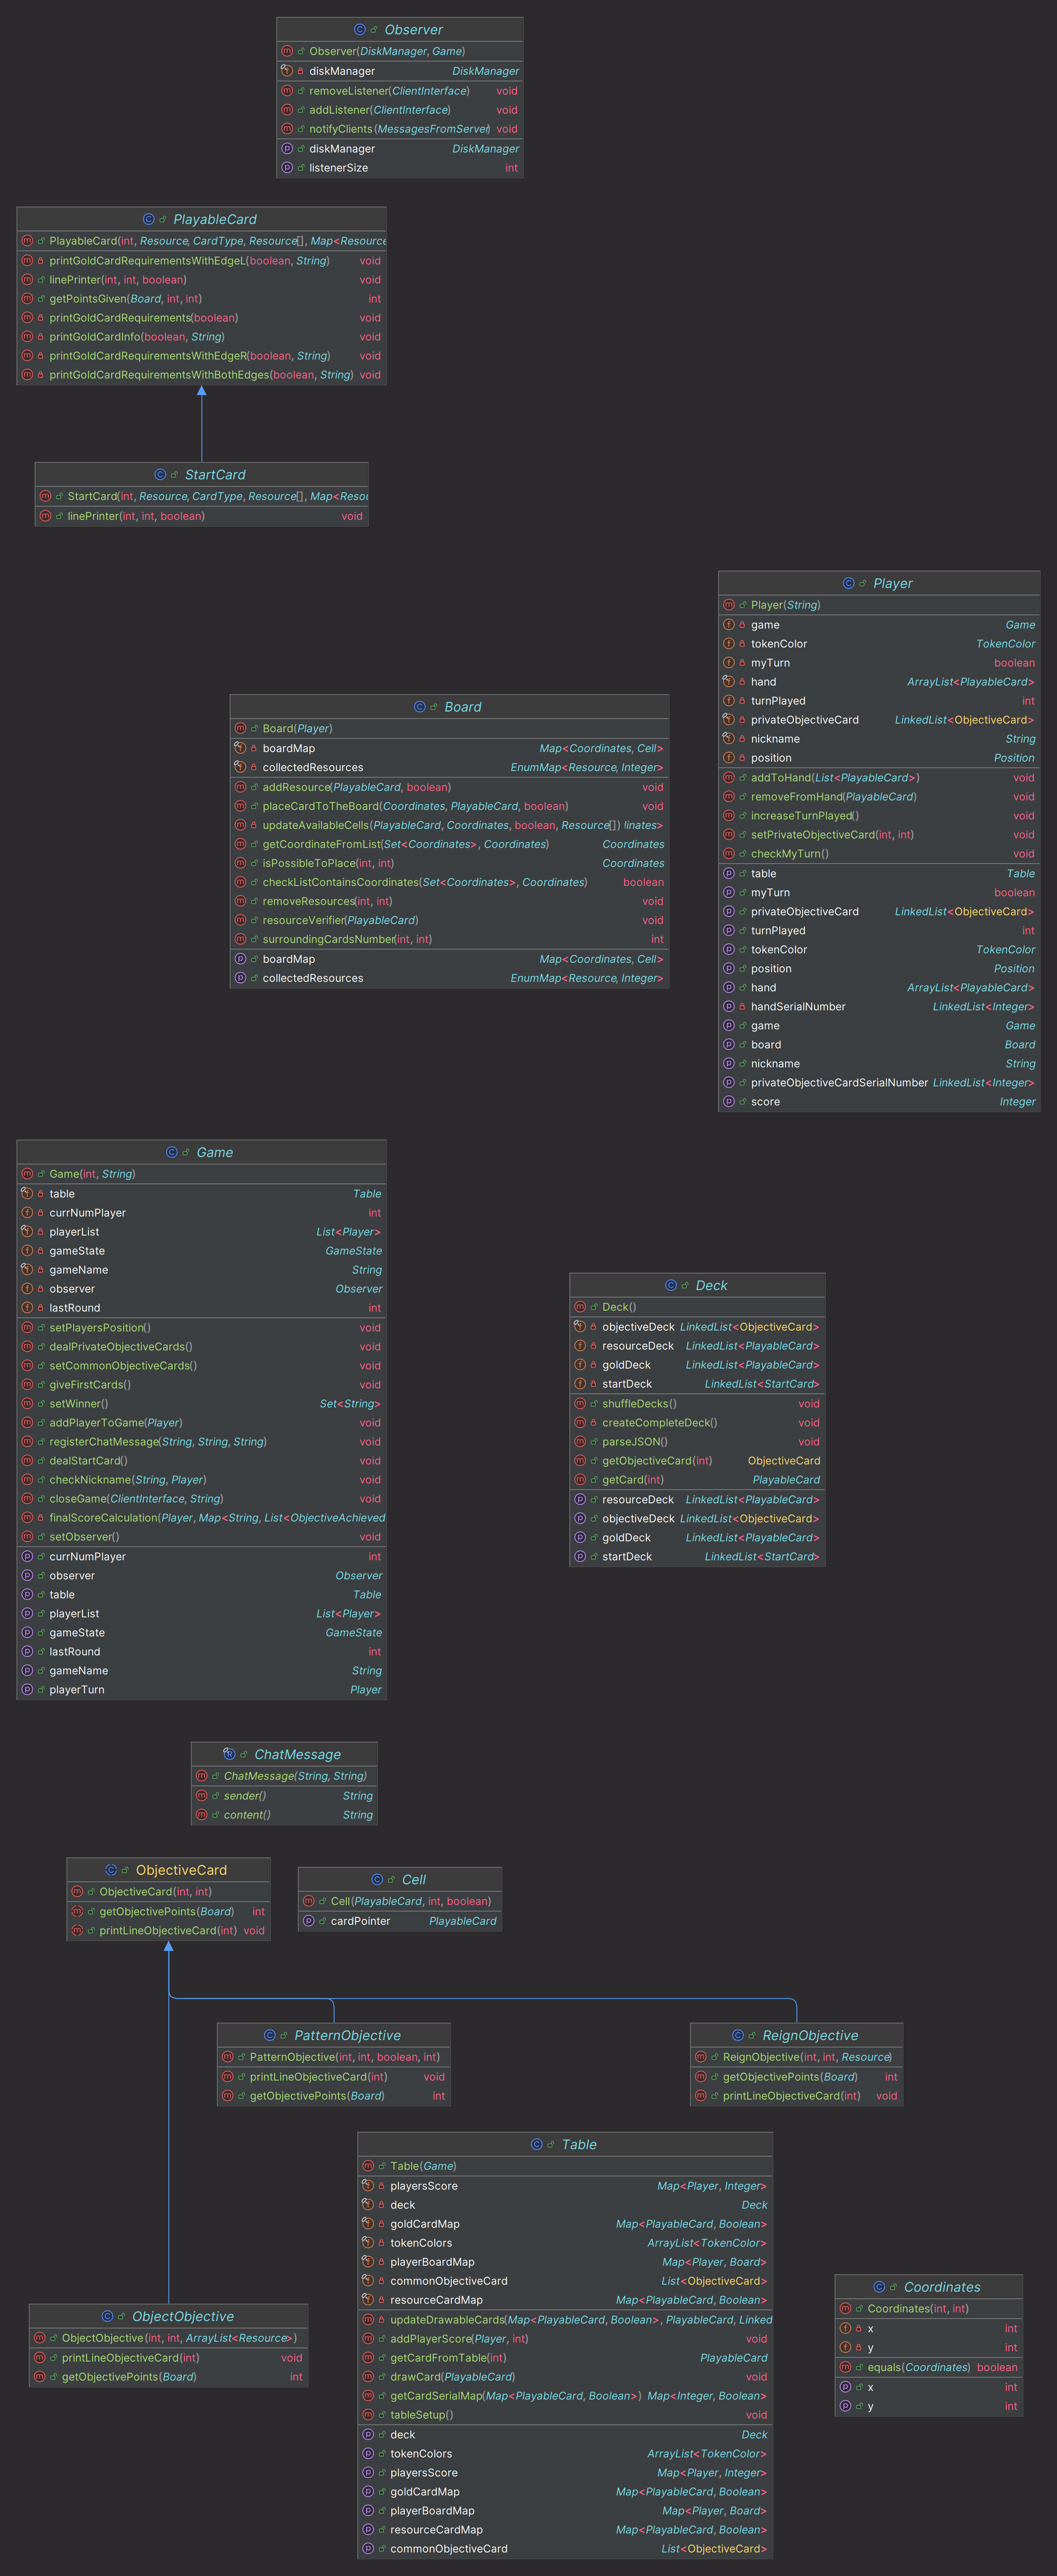 Observer
Observer(DiskManager, Game)
diskManager DiskManager
removeListener(ClientInterface) void
addListener(ClientInterface) void
notifyClients(MessagesFromServer) void
diskManager DiskManager
listenerSize int
PlayableCard
PlayableCard(int, Resource, CardType, Resource[], Map<Resource
printGoldCardRequirementsWithEdgeL(boolean, String) void
linePrinter(int, int, boolean) void
getPointsGiven(Board, int, int) int
printGoldCardRequirements(boolean) void
printGoldCardInfo(boolean, String) void
printGoldCardRequirementsWithEdgeR(boolean, String) void
printGoldCardRequirementsWithBothEdges(boolean, String) void
StartCard
StartCard(int, Resource, CardType, Resource[], Map<Resou
linePrinter(int, int, boolean) void
Player
Player(String)
game Game
tokenColor TokenColor
myTurn boolean
hand ArrayList<PlayableCard>
turnPlayed int
privateObjectiveCard LinkedList<ObjectiveCard>
nickname String
position Position
addToHand(List<PlayableCard>) void
removeFromHand(PlayableCard) void
increaseTurnPlayed() void
setPrivateObjectiveCard(int, int) void
checkMyTurn() void
table Table
myTurn boolean
privateObjectiveCard LinkedList<ObjectiveCard>
turnPlayed int
tokenColor TokenColor
position Position
hand ArrayList<PlayableCard>
handSerialNumber LinkedList<Integer>
game Game
board Board
nickname String
privateObjectiveCardSerialNumber LinkedList<Integer>
score Integer
Board
Board(Player)
boardMap Map<Coordinates, Cell>
collectedResources EnumMap<Resource, Integer>
addResource(PlayableCard, boolean) void
placeCardToTheBoard(Coordinates, PlayableCard, boolean) void
updateAvailableCells(PlayableCard, Coordinates, boolean, Resource[]) inates>
getCoordinateFromList(Set<Coordinates>, Coordinates) Coordinates
isPossibleToPlace(int, int) Coordinates
checkListContainsCoordinates(Set<Coordinates>, Coordinates) boolean
removeResources(int, int) void
resourceVerifier(PlayableCard) void
surroundingCardsNumber(int, int) int
boardMap Map<Coordinates, Cell>
collectedResources EnumMap<Resource, Integer>
Game
Game(int, String)
table Table
currNumPlayer int
playerList List<Player>
gameState GameState
gameName String
observer Observer
lastRound int
setPlayersPosition() void
dealPrivateObjectiveCards() void
setCommonObjectiveCards() void
giveFirstCards() void
setWinner() Set<String>
addPlayerToGame(Player) void
registerChatMessage(String, String, String) void
dealStartCard() void
checkNickname(String, Player) void
closeGame(ClientInterface, String) void
finalScoreCalculation(Player, Map<String, List<ObjectiveAchieved
setObserver() void
currNumPlayer int
observer Observer
table Table
playerList List<Player>
gameState GameState
lastRound int
gameName String
playerTurn Player
Deck
Deck()
objectiveDeck LinkedList<ObjectiveCard>
resourceDeck LinkedList<PlayableCard>
goldDeck LinkedList<PlayableCard>
startDeck LinkedList<StartCard>
shuffleDecks() void
createCompleteDeck() void
parseJSON() void
getObjectiveCard(int) ObjectiveCard
getCard(int) PlayableCard
resourceDeck LinkedList<PlayableCard>
objectiveDeck LinkedList<ObjectiveCard>
goldDeck LinkedList<PlayableCard>
startDeck LinkedList<StartCard>
ChatMessage
ChatMessage(String, String)
sender() String
content() String
ObjectiveCard
ObjectiveCard(int, int)
getObjectivePoints(Board) int
printLineObjectiveCard(int) void
Cell
Cell(PlayableCard, int, boolean)
cardPointer PlayableCard
PatternObjective
PatternObjective(int, int, boolean, int)
printLineObjectiveCard(int) void
getObjectivePoints(Board) int
ReignObjective
ReignObjective(int, int, Resource)
getObjectivePoints(Board) int
printLineObjectiveCard(int) void
Table
Table(Game)
playersScore Map<Player, Integer>
deck Deck
goldCardMap Map<PlayableCard, Boolean>
tokenColors ArrayList<TokenColor>
playerBoardMap Map<Player, Board>
commonObjectiveCard List<ObjectiveCard>
resourceCardMap Map<PlayableCard, Boolean>
updateDrawableCards(Map<PlayableCard, Boolean>, PlayableCard, Linked
addPlayerScore(Player, int) void
getCardFromTable(int) PlayableCard
drawCard(PlayableCard) void
getCardSerialMap(Map<PlayableCard, Boolean>) Map<Integer, Boolean>
tableSetup() void
deck Deck
tokenColors ArrayList<TokenColor>
playersScore Map<Player, Integer>
goldCardMap Map<PlayableCard, Boolean>
playerBoardMap Map<Player, Board>
resourceCardMap Map<PlayableCard, Boolean>
commonObjectiveCard List<ObjectiveCard>
ObjectObjective
ObjectObjective(int, int, ArrayList<Resource>)
printLineObjectiveCard(int) void
getObjectivePoints(Board) int
Coordinates
Coordinates(int, int)
x int
y int
equals(Coordinates) boolean
x int
y int